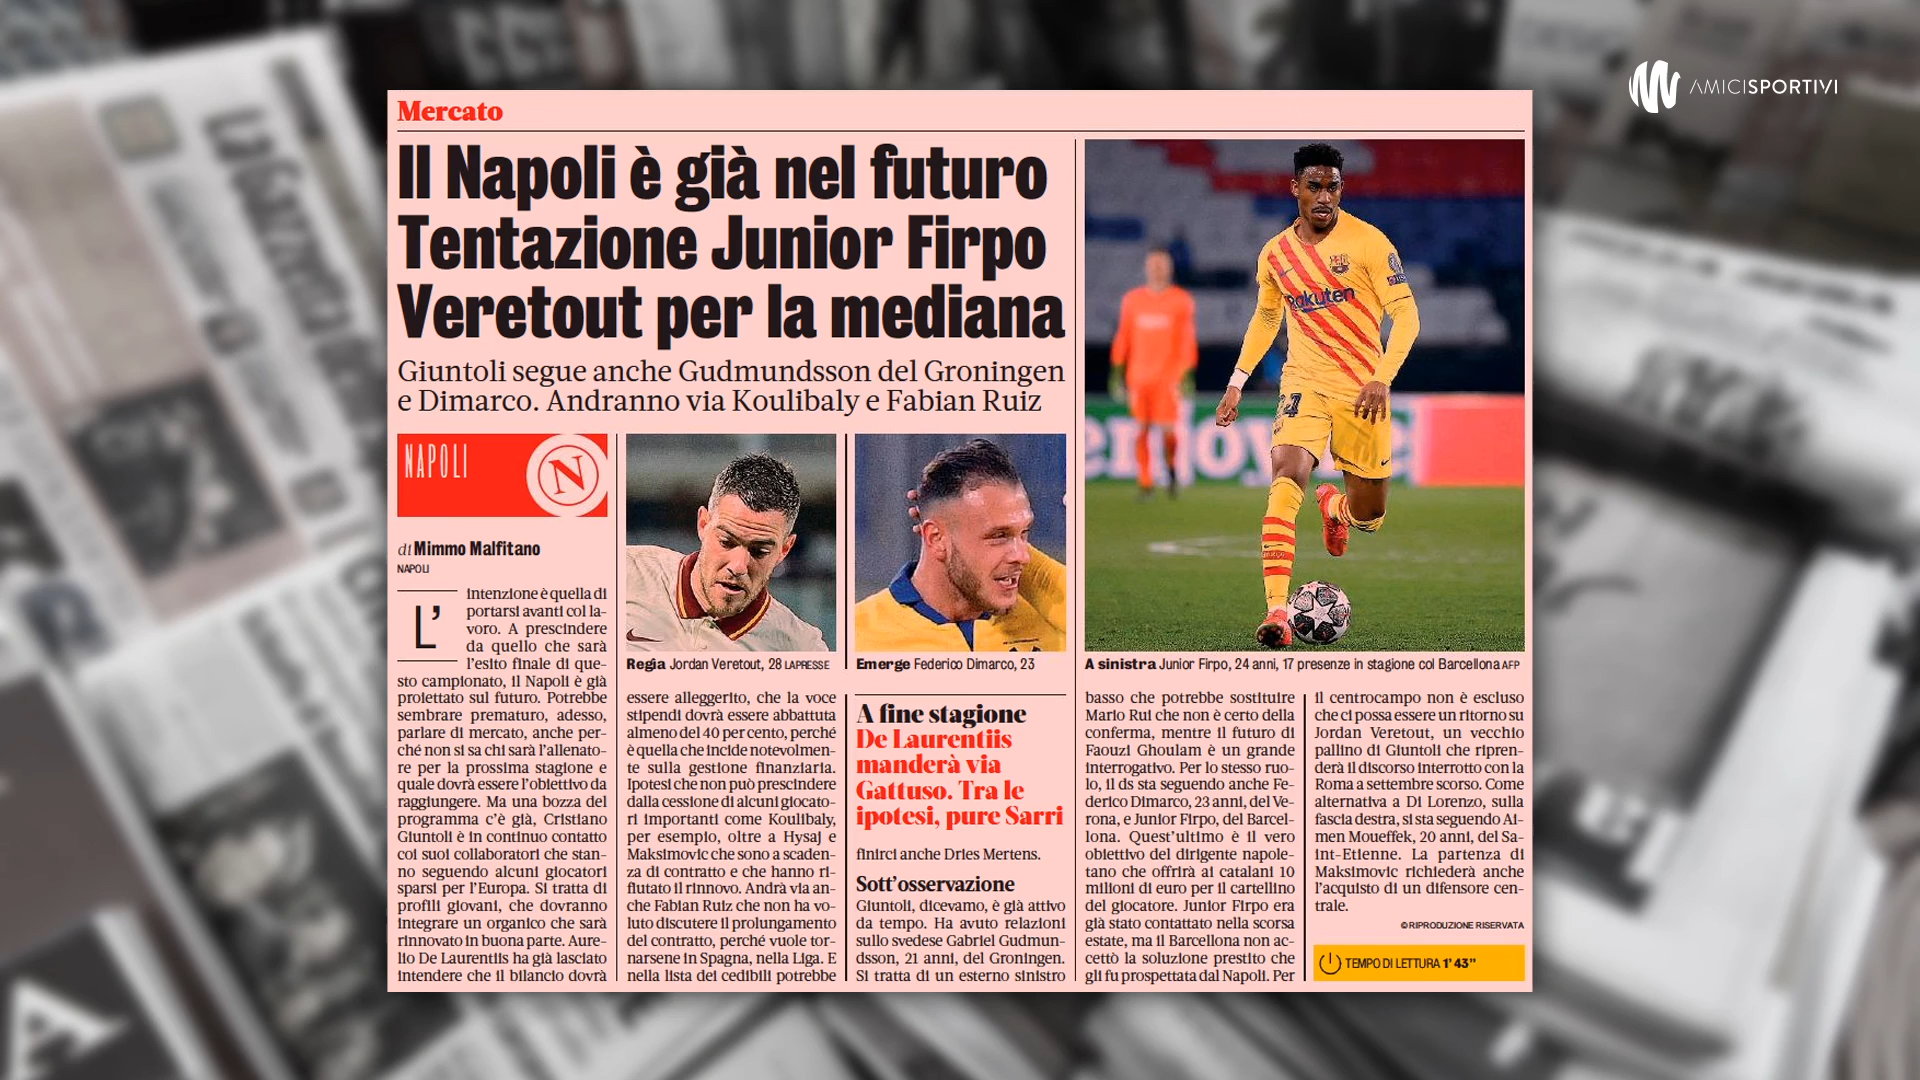 AMICISPORTIVI
Mercato
Il Napoli è già nel futuro
Tentazione Junior Firpo
Veretout per la mediana
Giuntoli segue anche Gudmundsson del Groningen
e Dimarco. Andranno via Koulibaly e Fabian Ruiz
NAPOLI
N
di Mimmo Malfitano
NAPOLI
L'
intenzione è quella di
portarsi avanti col la-
voro. A prescindere
da quello che sarà
l'esito finale di que-
sto campionato, il Napoli è già
proiettato sul futuro. Potrebbe
sembrare prematuro, adesso,
parlare di mercato, anche per-
ché non si sa chi sarà l'allenato-
re per la prossima stagione e
quale dovrà essere l'obiettivo da
raggiungere. Ma una bozza del
programma c'è già, Cristiano
Giuntoli è in continuo contatto
coi suoi collaboratori che stan-
no seguendo alcuni giocatori
sparsi per l'Europa. Si tratta di
profili giovani, che dovranno
integrare un organico che sarà
rinnovato in buona parte. Aure-
lio De Laurentiis ha già lasciato
intendere che il bilancio dovrà
Regia Jordan Veretout, 28 LAPRESSE
essere alleggerito, che la voce
stipendi dovrà essere abbattuta
almeno del 40 per cento, perché
è quella che incide notevolmen-
te sulla gestione finanziaria.
Ipotesi che non può prescindere
dalla cessione di alcuni giocato-
ri importanti come Koulibaly,
per esempio, oltre a Hysaj e
Maksimovic che sono a scaden-
za di contratto e che hanno ri-
fiutato il rinnovo. Andrà via an-
che Fabian Ruiz che non ha vo-
luto discutere il prolungamento
del contratto, perché vuole tor-
narsene in Spagna, nella Liga. E
nella lista dei cedibili potrebbe
Emerge Federico Dimarco, 23
A fine stagione
De Laurentiis
manderà via
Gattuso. Tra le
ipotesi, pure Sarri
finirci anche Dries Mertens.
Sott'osservazione
Giuntoli, dicevamo, è già attivo
da tempo. Ha avuto relazioni
sullo svedese Gabriel Gudmun-
dsson, 21 anni, del Groningen.
Si tratta di un esterno sinistro
Rakuten
24
enjoy
A sinistra Junior Firpo, 24 anni, 17 presenze in stagione col Barcellona AFP
basso che potrebbe sostituire
Mario Rui che non è certo della
conferma, mentre il futuro di
Faouzi Ghoulam è un grande
interrogativo. Per lo stesso ruo-
lo, il ds sta seguendo anche Fe-
derico Dimarco, 23 anni, del Ve-
rona, e Junior Firpo, del Barcel-
lona. Quest'ultimo è il vero
obiettivo del dirigente napole-
tano che offrirà ai catalani 10
milioni di euro per il cartellino
del giocatore. Junior Firpo era
già stato contattato nella scorsa
estate, ma il Barcellona non ac-
cettò la soluzione prestito che
gli fu prospettata dal Napoli. Per
il centrocampo non è escluso
che ci possa essere un ritorno su
Jordan Veretout, un vecchio
pallino di Giuntoli che ripren-
derà il discorso interrotto con la
Roma a settembre scorso. Come
alternativa a Di Lorenzo, sulla
fascia destra, si sta seguendo Ai-
men Moueffek, 20 anni, del Sa-
int-Etienne. La partenza di
Maksimovic richiederà anche
l'acquisto di un difensore cen-
trale.
© RIPRODUZIONE RISERVATA
TEMPO DI LETTURA 1'43"